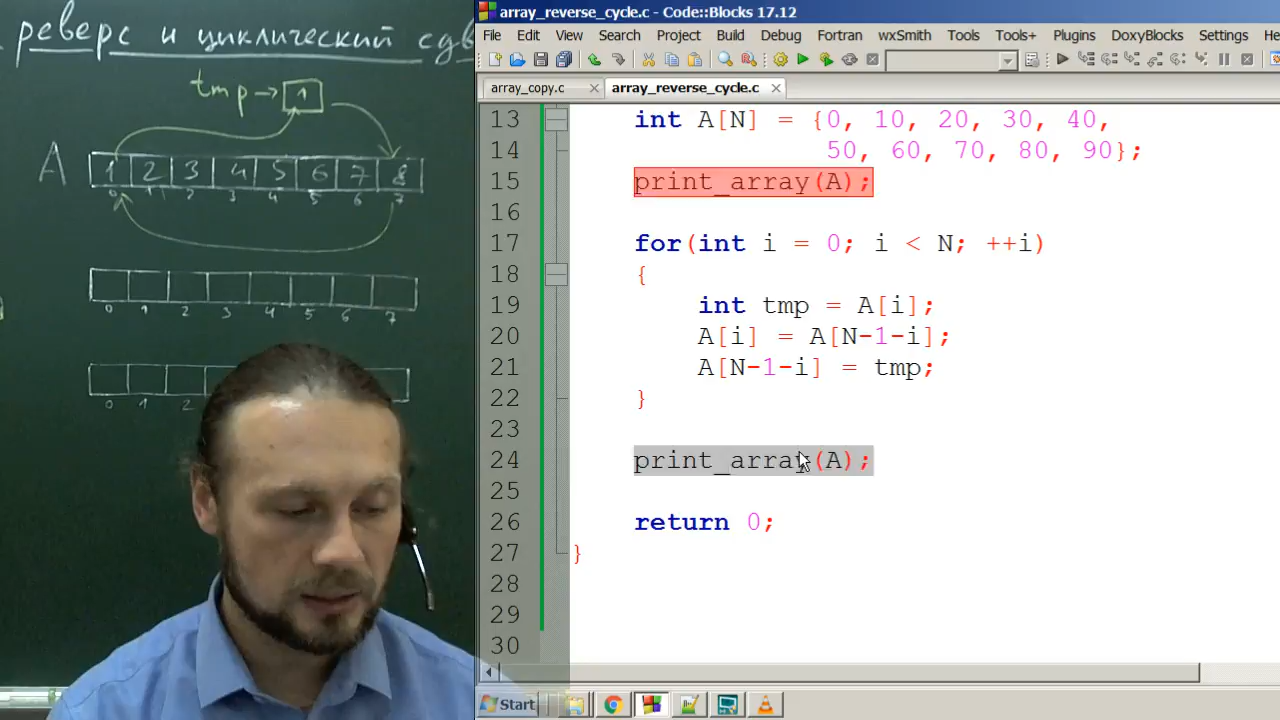 реверс и циклический сдв
tmp → 1
A 1 2 3 4 5 6 7 8
0 1 2 3 4 5 6 7
0 1 2 3 4 5 6 7
0 1 2
array_reverse_cycle.c - Code::Blocks 17.12
File Edit View Search Project Build Debug Fortran wxSmith Tools Tools+ Plugins DoxyBlocks Settings
array_copy.c array_reverse_cycle.c
13 int A[N] = {0, 10, 20, 30, 40,
14 50, 60, 70, 80, 90};
15 print_array(A);
16
17 for(int i = 0; i < N; ++i)
18 {
19 int tmp = A[i];
20 A[i] = A[N-1-i];
21 A[N-1-i] = tmp;
22 }
23
24 print_array(A);
25
26 return 0;
27 }
28
29
30
Start